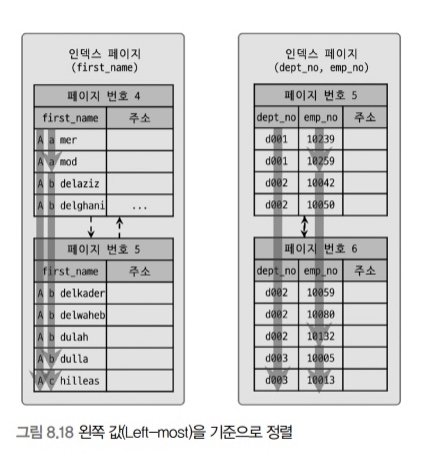 인덱스 페이지
(first_name)
페이지 번호 4
first_name 주소
A a mer
A a mod
A b delaziz
A b delghani ...
페이지 번호 5
first_name 주소
A b delkader
A b delwaheb
A b dulah
A b dulla
A c hilleas
인덱스 페이지
(dept_no, emp_no)
페이지 번호 5
dept_no emp_no 주소
d001 10239
d001 10259
d002 10042
d002 10050
페이지 번호 6
dept_no emp_no 주소
d002 10059
d002 10080
d002 10132
d003 10005
d003 10013
그림 8.18 왼쪽 값(Left-most)을 기준으로 정렬